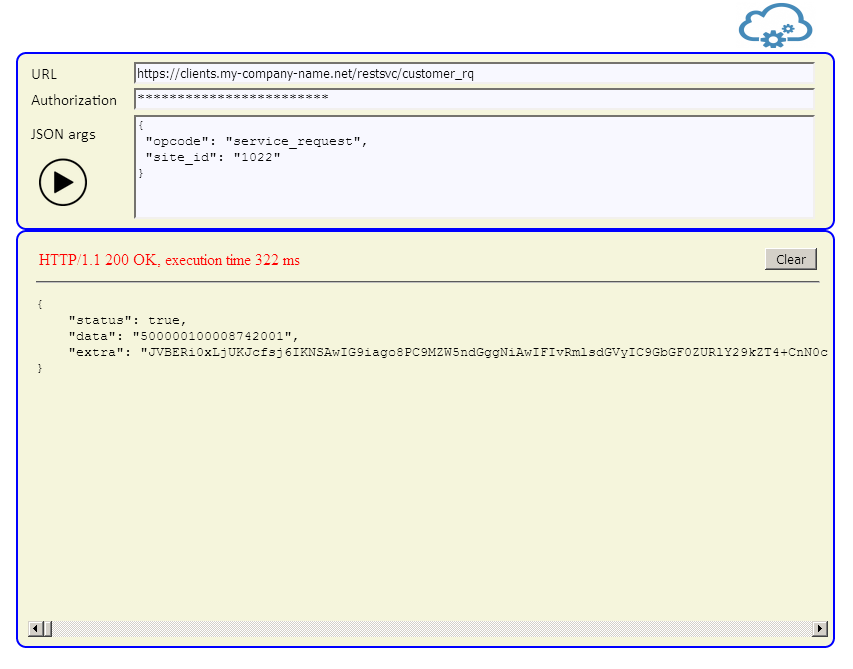 URL
https://clients.my-company-name.net/restsvc/customer_rq
Authorization
************************
JSON args
{
"opcode": "service_request",
"site_id": "1022"
}
HTTP/1.1 200 OK, execution time 322 ms
Clear
{
"status": true,
"data": "500000100008742001",
"extra": "JVBERi0xLjUKJcfsj6IKNSAwIG9iago8PC9MZW5ndGggNiAwIFIvRmlsdGVyIC9GbGF0ZURlY29kZT4+CnN0c
}